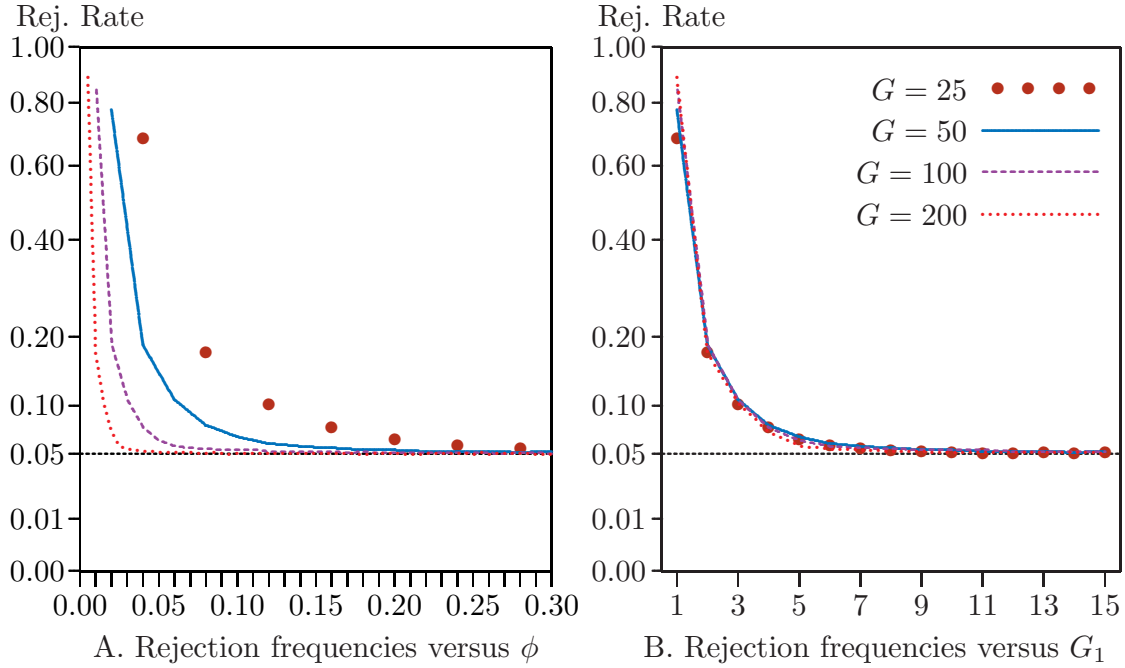 Rej. Rate
1.00
0.80
0.60
0.40
0.20
0.10
0.05
0.01
0.00
0.00 0.05 0.10 0.15 0.20 0.25 0.30
A. Rejection frequencies versus ϕ
Rej. Rate
1.00
0.80
0.60
0.40
0.20
0.10
0.05
0.01
0.00
G = 25
G = 50
G = 100
G = 200
1 3 5 7 9 11 13 15
B. Rejection frequencies versus G₁